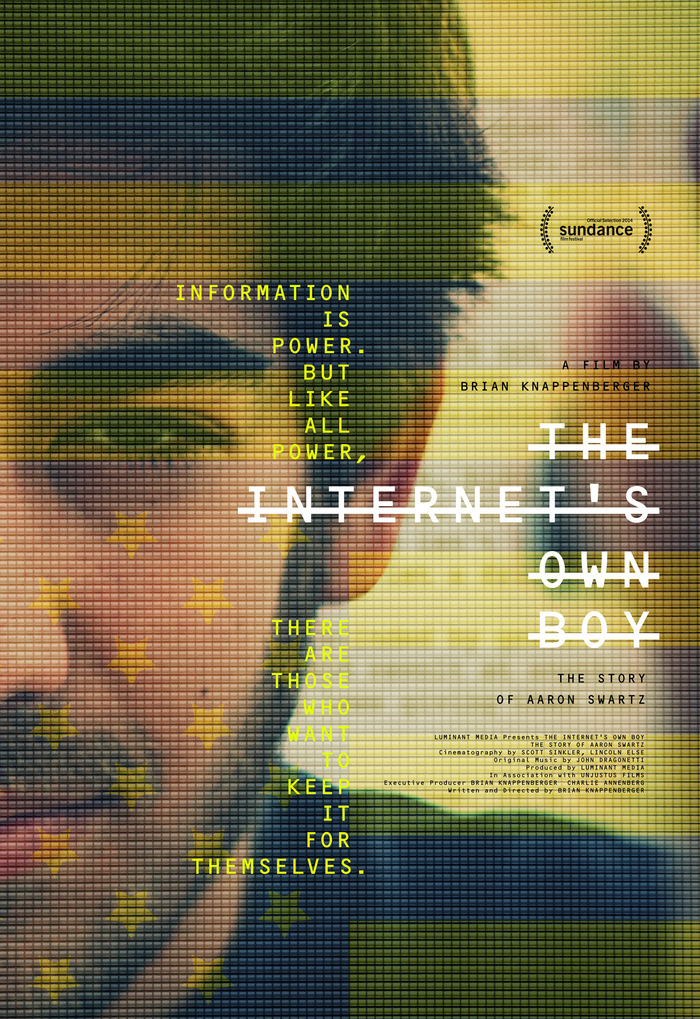 Official Selection 2014
sundance
film festival
INFORMATION
IS
POWER.
BUT
LIKE
ALL
POWER,
A FILM BY
BRIAN KNAPPENBERGER
THE
INTERNET'S
OWN
BOY
THERE
ARE
THOSE
WHO
WANT
TO
KEEP
IT
FOR
THEMSELVES.
THE STORY
OF AARON SWARTZ
LUMINANT MEDIA Presents THE INTERNET'S OWN BOY
THE STORY OF AARON SWARTZ
Cinematography by SCOTT SINKLER, LINCOLN ELSE
Original Music by JOHN DRAGONETTI
Produced by LUMINANT MEDIA
In Association with UNJUSTUS FILMS
Executive Producer BRIAN KNAPPENBERGER CHARLIE ANNENBERG
Written and Directed by BRIAN KNAPPENBERGER